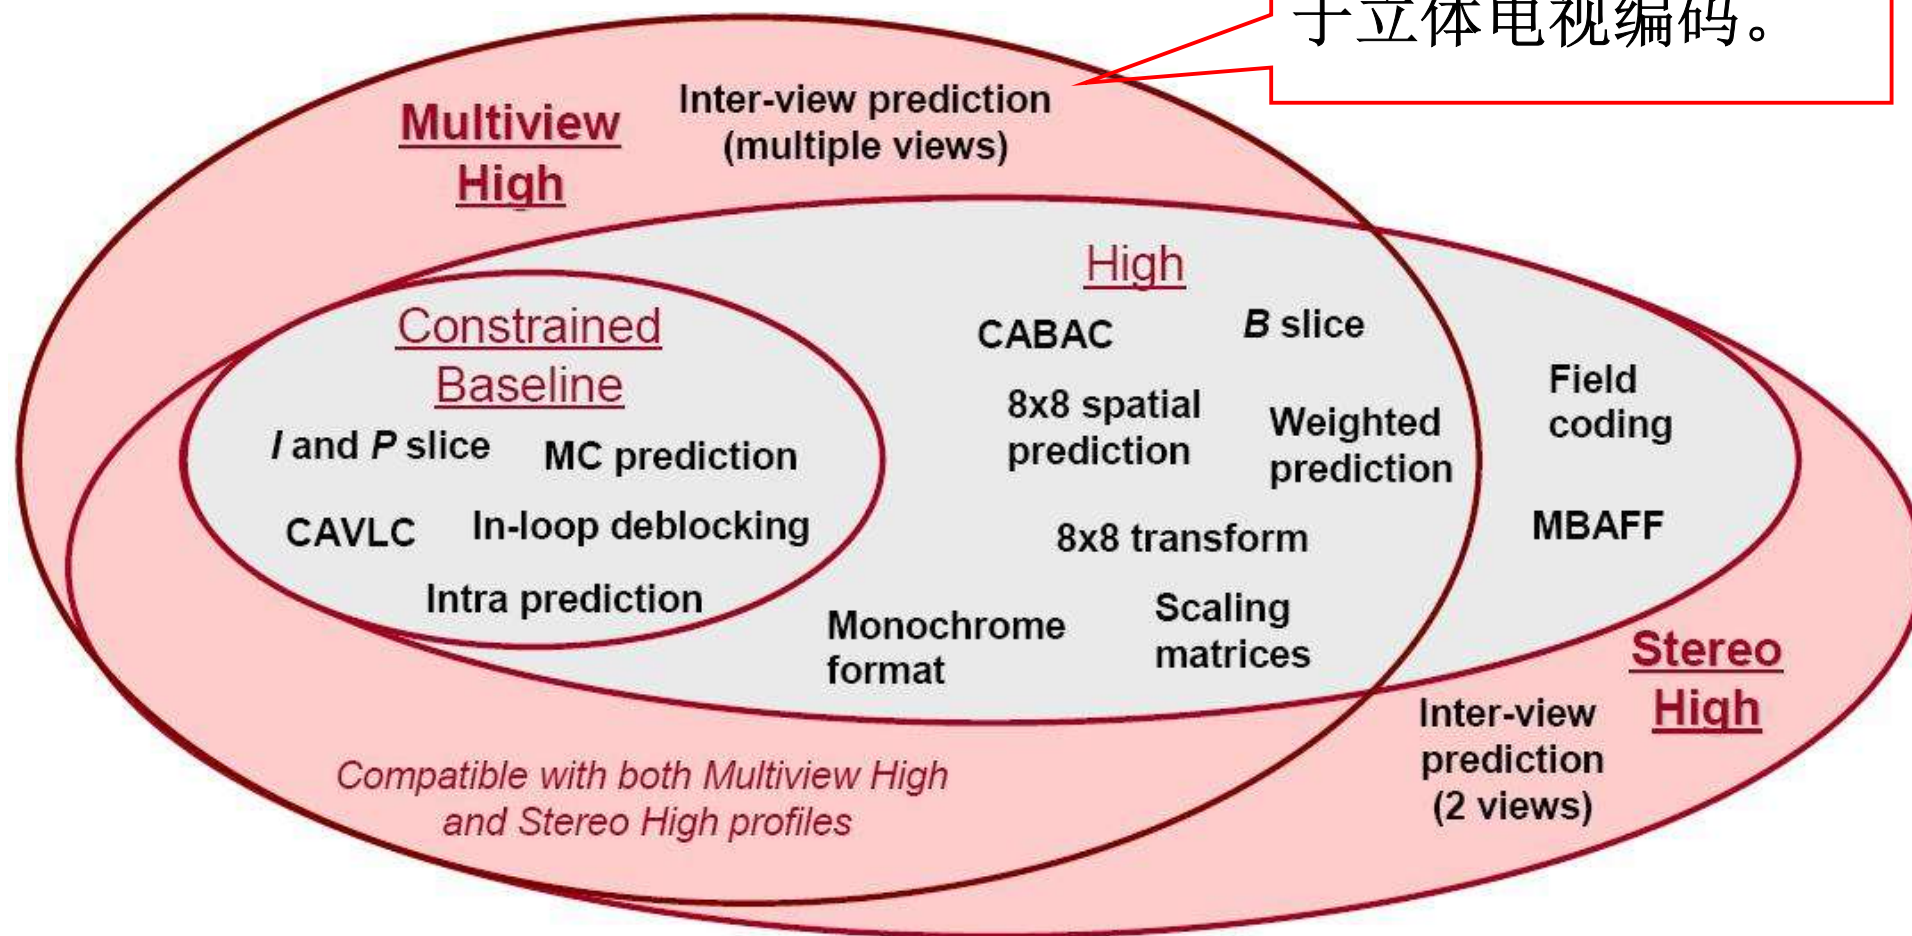 于立体电视编码。
Inter-view prediction
(multiple views)
Multiview
High
High
Constrained
Baseline
CABAC
B slice
8x8 spatial
prediction
Weighted
prediction
Field
coding
I and P slice
MC prediction
CAVLC
In-loop deblocking
8x8 transform
MBAFF
Intra prediction
Monochrome
format
Scaling
matrices
Stereo
High
Inter-view
prediction
(2 views)
Compatible with both Multiview High
and Stereo High profiles